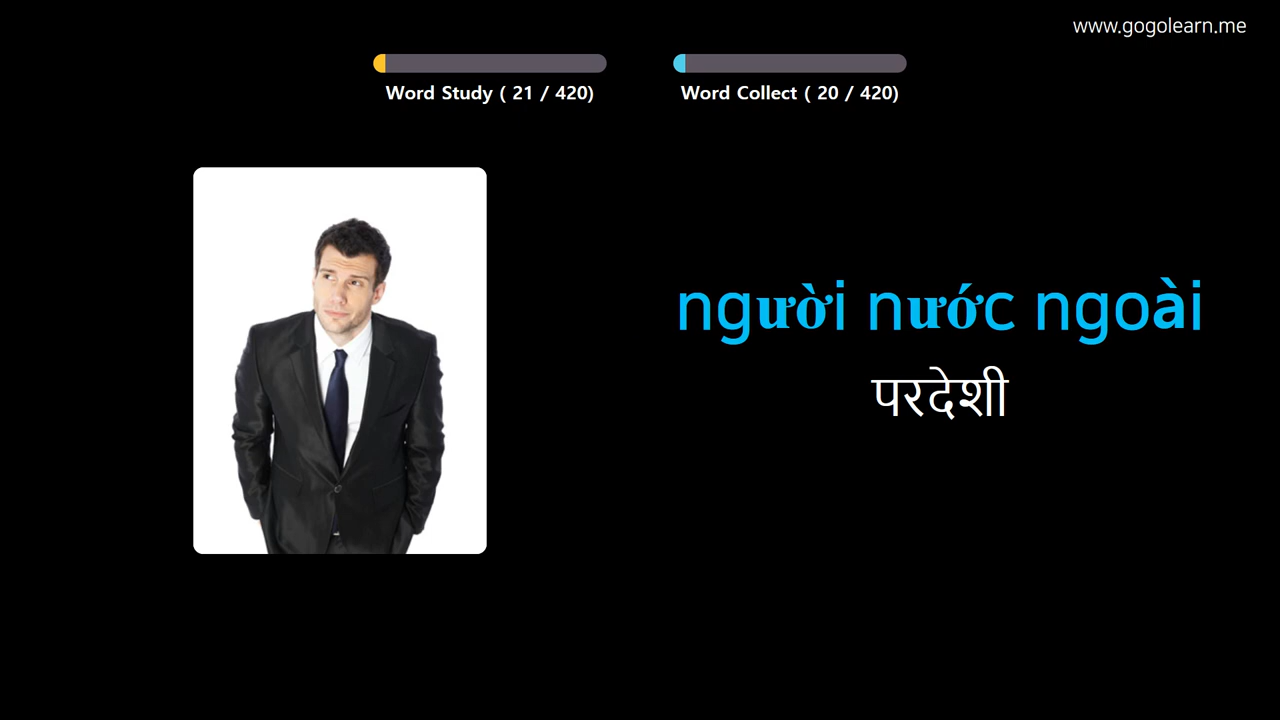 www.gogolearn.me
Word Study ( 21 / 420)
Word Collect ( 20 / 420)
người nước ngoài
परदेशी